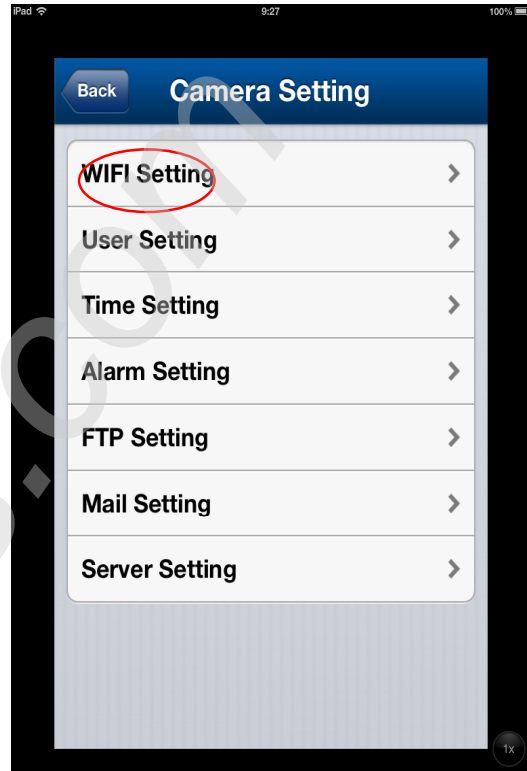 iPad 9:27 100%
Back Camera Setting
WIFI Setting
User Setting
Time Setting
Alarm Setting
FTP Setting
Mail Setting
Server Setting
1x
s.com